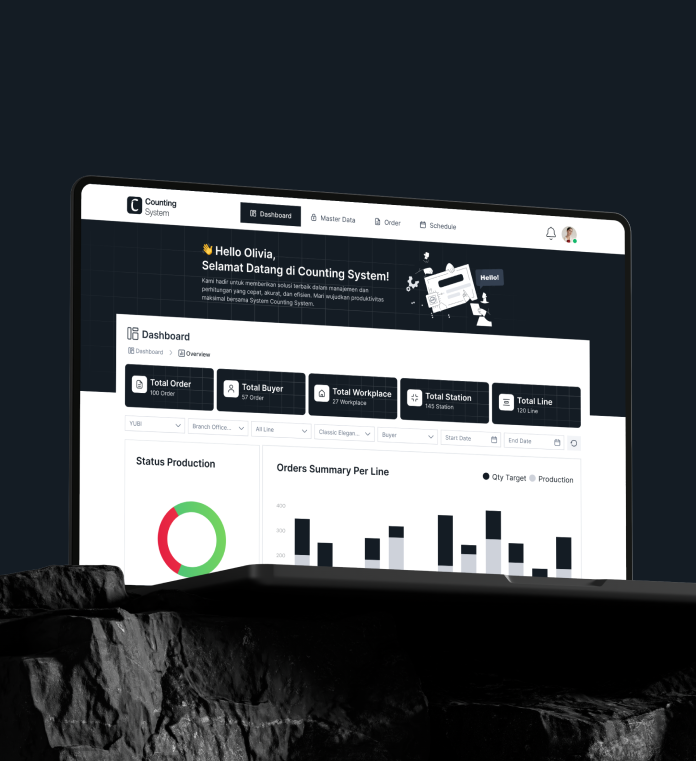 Counting
System
Dashboard
Master Data
Order
Schedule
👋 Hello Olivia,
Selamat Datang di Counting System!
Kami hadir untuk memberikan solusi terbaik dalam manajemen dan
perhitungan yang cepat, akurat, dan efisien. Mari wujudkan produktivitas
maksimal bersama System Counting System.
Hello!
Dashboard
Dashboard
Overview
Total Order
100 Order
Total Buyer
57 Order
Total Workplace
27 Workplace
Total Station
145 Station
Total Line
120 Line
YUBI
Branch Office...
All Line
Classic Elegan...
Buyer
Start Date
End Date
Status Production
Orders Summary Per Line
Qty Target
Production
400
300
200